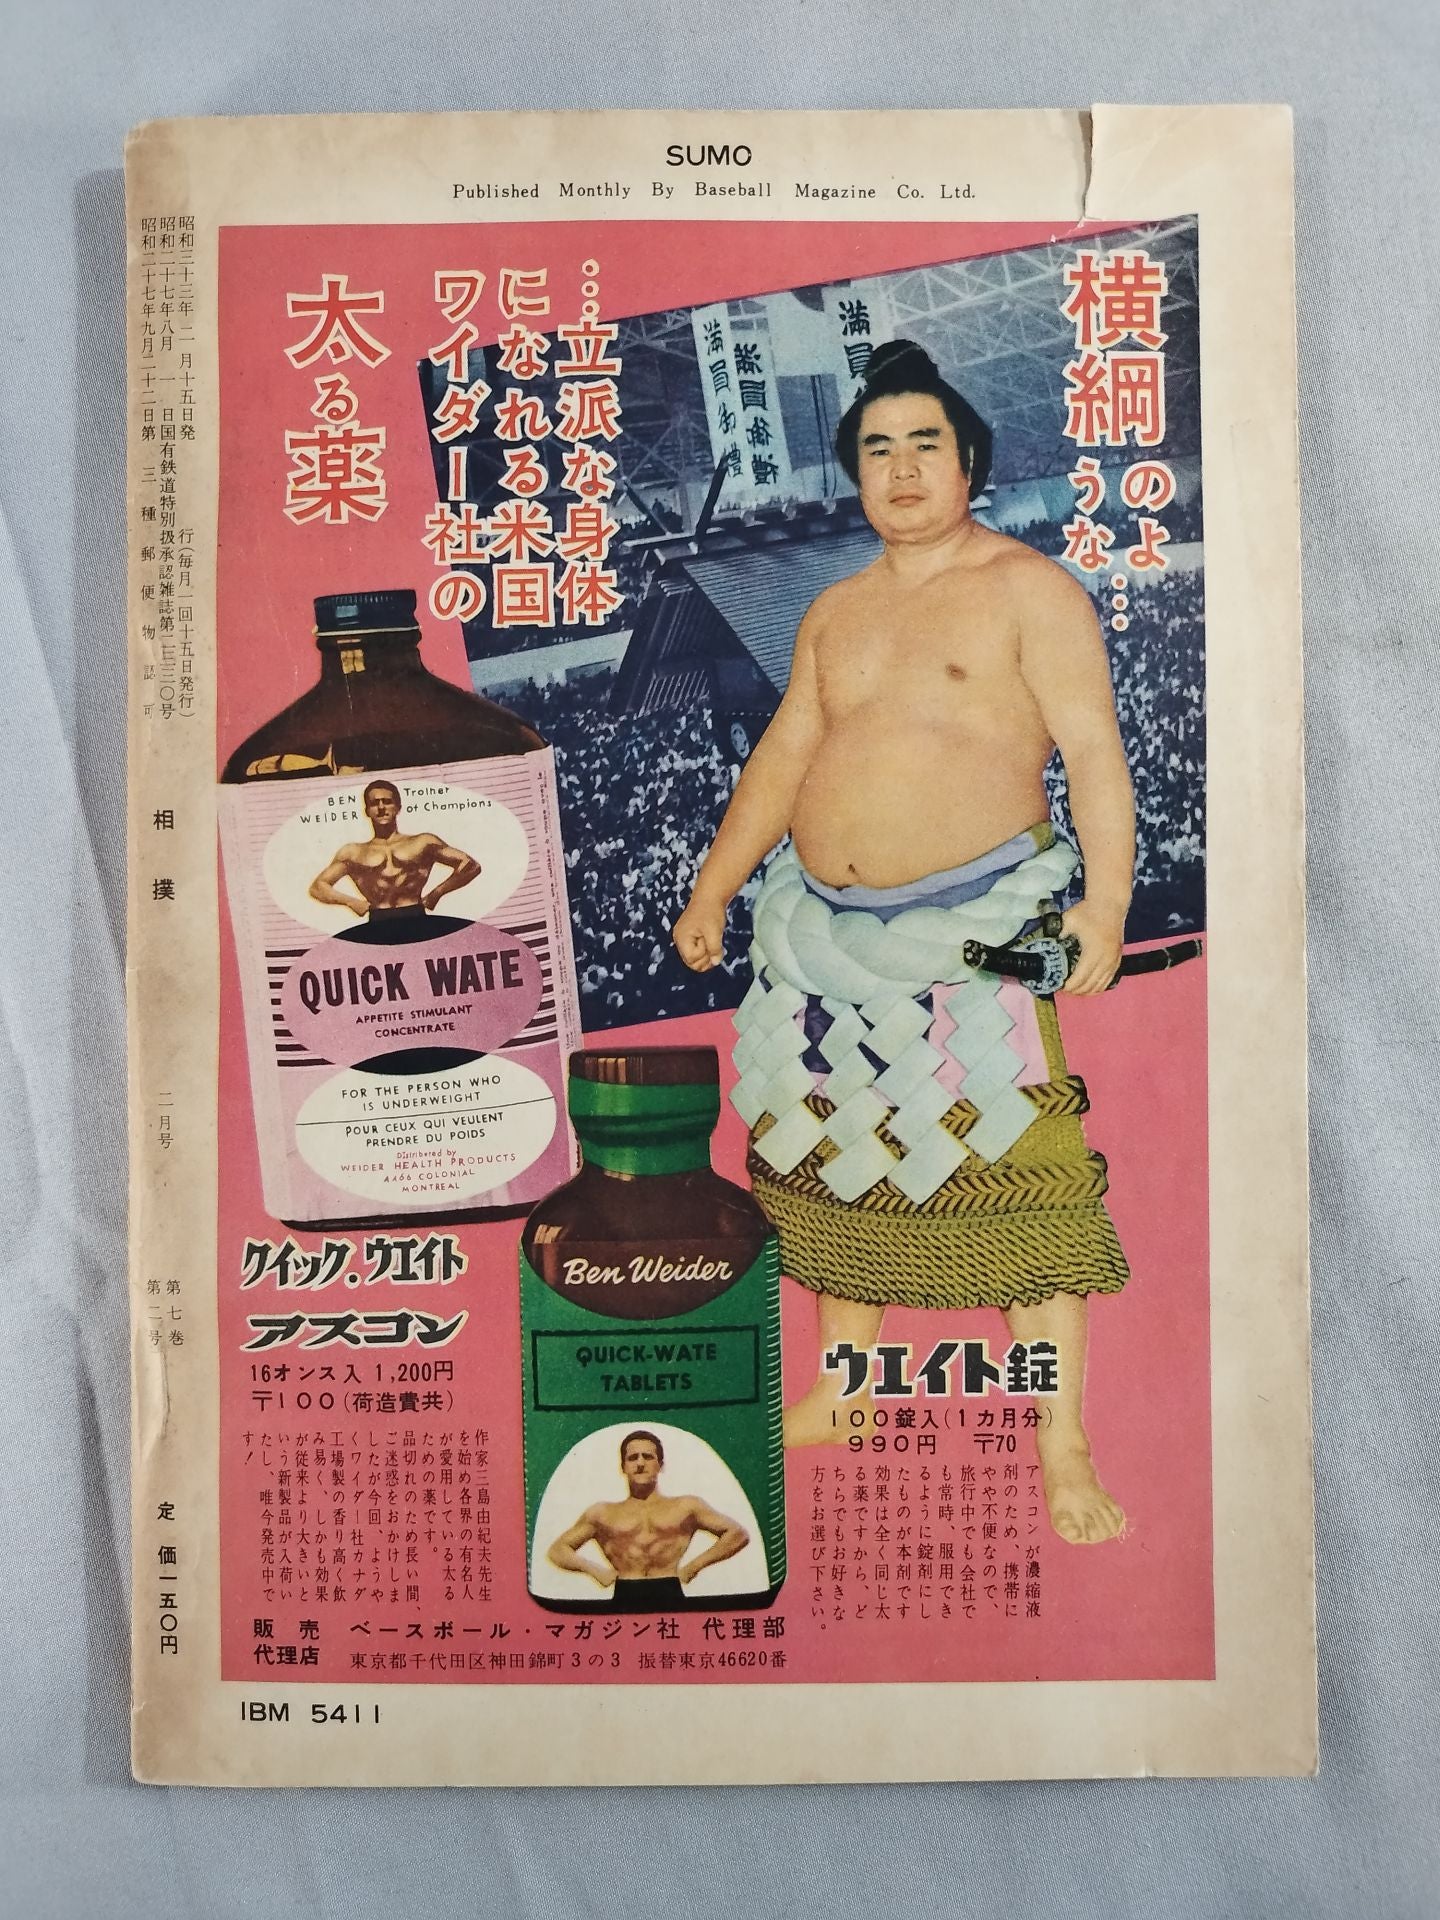 SUMO
Published Monthly By Baseball Magazine Co. Ltd.
昭和三十三年二月十五日発行(毎月一回十五日発行)
昭和二十七年八月一日国有鉄道特別扱承認雑誌第二三三〇号
昭和二十七年九月二十二日第三種郵便物認可
相撲
二月号
第七巻
第二号
定価一五〇円
横綱のよ
うな…
満員御禮
満員御禮
満員
…立派な身体
になれる米国
ワイダー社の
太る薬
BEN WEIDER
Trainer of Champions
QUICK WATE
APPETITE STIMULANT
CONCENTRATE
FOR THE PERSON WHO
IS UNDERWEIGHT
POUR CEUX QUI VEULENT
PRENDRE DU POIDS
Distributed by
WEIDER HEALTH PRODUCTS
4466 COLONIAL
MONTREAL
クイック.ウエイト
アスコン
16オンス入 1,200円
〒100(荷造費共)
作家三島由紀夫先生
を始め各界の有名人
が愛用している太る
ための薬です。
品切れのため長い間、
ご迷惑をおかけしま
したが今回、ようや
くワイダー社カナダ
工場製の香り高く飲
み易く、しかも効果
が従来より大きいと
いう新製品が入荷い
たし、唯今発売中で
す!
Ben Weider
QUICK-WATE
TABLETS
ウエイト錠
100錠入(1カ月分)
990円 〒70
アスコンが濃縮液
剤のため、携帯に
やや不便なので、
旅行中でも会社で
も常時、服用でき
るように錠剤にし
たものが本剤です
効果は全く同じ太
る薬ですから、ど
ちらでもお好きな
方をお選び下さい。
販売 ベースボール・マガジン社 代理部
代理店 東京都千代田区神田錦町3の3 振替東京46620番
IBM 5411